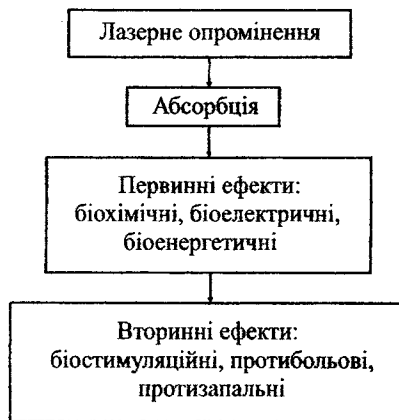 Лазерне опромінення
Абсорбція
Первинні ефекти:
біохімічні, біоелектричні,
біоенергетичні
Вторинні ефекти:
біостимуляційні, протибольові,
протизапальні